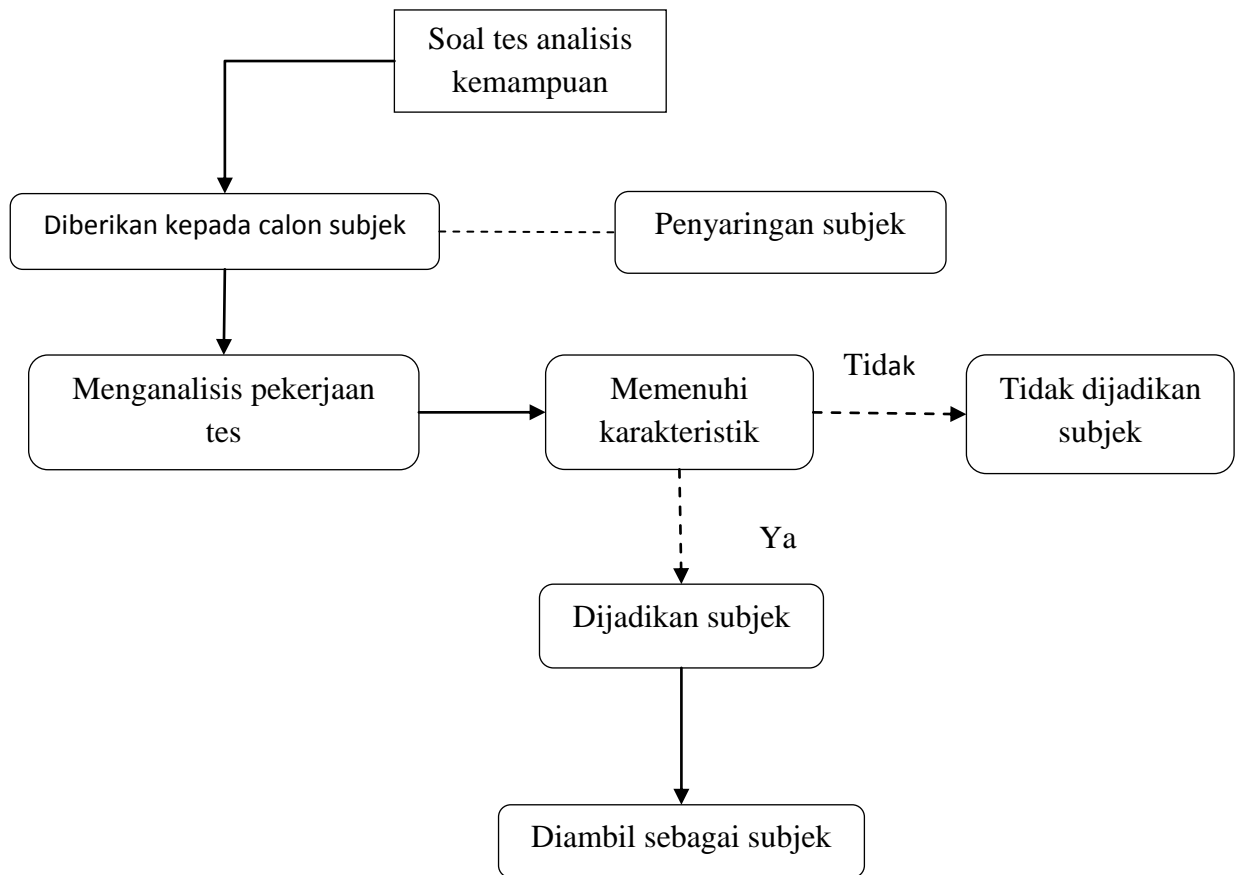 Soal tes analisis
kemampuan
Diberikan kepada calon subjek
Penyaringan subjek
Menganalisis pekerjaan
tes
Memenuhi
karakteristik
Tidak
Tidak dijadikan
subjek
Ya
Dijadikan subjek
Diambil sebagai subjek